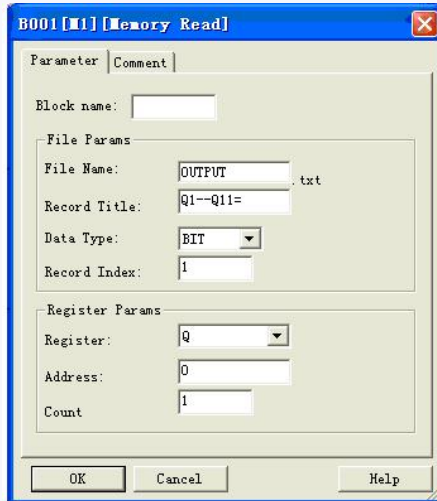 B001[M1][Memory Read]
Parameter Comment
Block name:
File Params
File Name: OUTPUT .txt
Record Title: Q1--Q11=
Data Type: BIT
Record Index: 1
Register Params
Register: Q
Address: 0
Count 1
OK Cancel Help